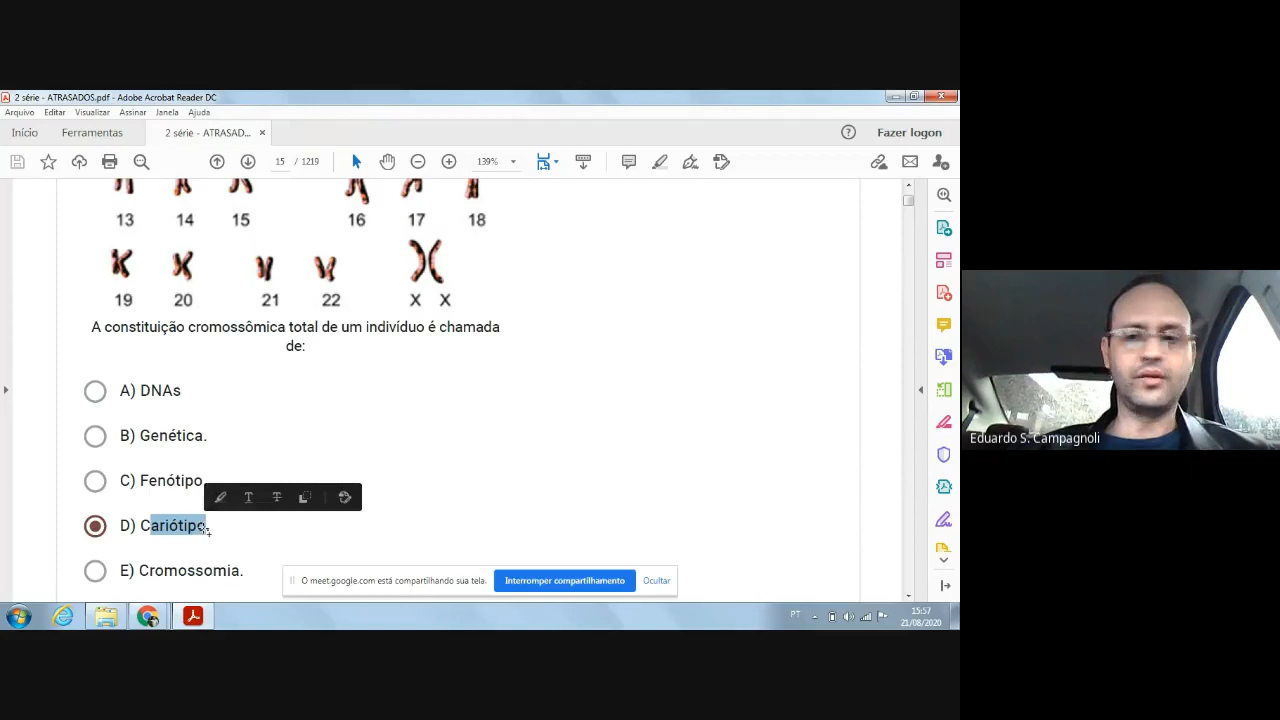 2 série - ATRASADOS.pdf - Adobe Acrobat Reader DC
Arquivo Editar Visualizar Assinar Janela Ajuda
Início Ferramentas 2 série - ATRASAD... × Fazer logon
15 / 1219 139%
13 14 15 16 17 18
19 20 21 22 X X
A constituição cromossômica total de um indivíduo é chamada
de:
A) DNAs
B) Genética.
C) Fenótipo.
D) Cariótipo.
E) Cromossomia.
O meet.google.com está compartilhando sua tela. Interromper compartilhamento Ocultar
PT 15:57
21/08/2020
Eduardo S. Campagnoli